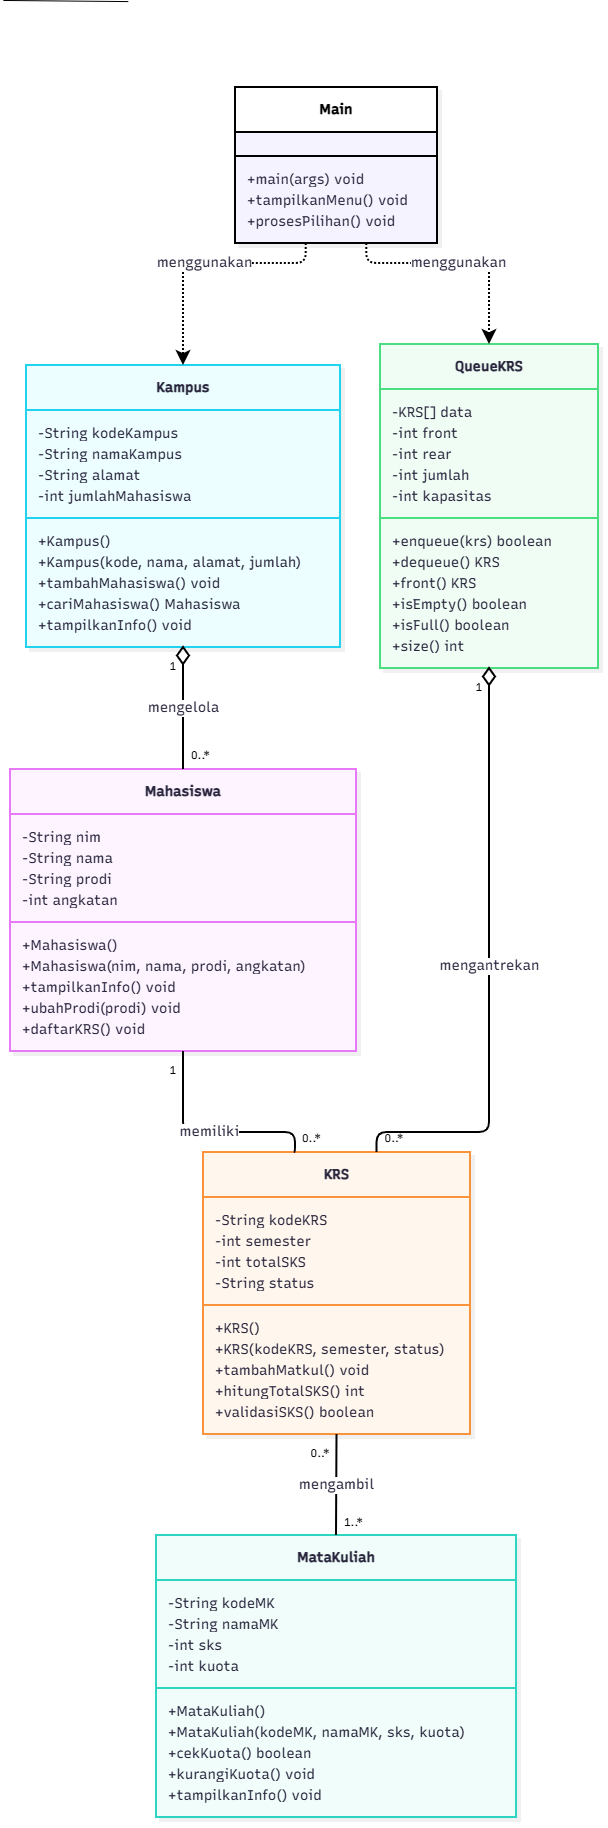 Main
+main(args) void
+tampilkanMenu() void
+prosesPilihan() void
menggunakan
menggunakan
Kampus
-String kodeKampus
-String namaKampus
-String alamat
-int jumlahMahasiswa
+Kampus()
+Kampus(kode, nama, alamat, jumlah)
+tambahMahasiswa() void
+cariMahasiswa() Mahasiswa
+tampilkanInfo() void
QueueKRS
-KRS[] data
-int front
-int rear
-int jumlah
-int kapasitas
+enqueue(krs) boolean
+dequeue() KRS
+front() KRS
+isEmpty() boolean
+isFull() boolean
+size() int
1
mengelola
0..*
1
Mahasiswa
-String nim
-String nama
-String prodi
-int angkatan
+Mahasiswa()
+Mahasiswa(nim, nama, prodi, angkatan)
+tampilkanInfo() void
+ubahProdi(prodi) void
+daftarKRS() void
mengantrekan
1
memiliki
0..*
0..*
KRS
-String kodeKRS
-int semester
-int totalSKS
-String status
+KRS()
+KRS(kodeKRS, semester, status)
+tambahMatkul() void
+hitungTotalSKS() int
+validasiSKS() boolean
0..*
mengambil
1..*
MataKuliah
-String kodeMK
-String namaMK
-int sks
-int kuota
+MataKuliah()
+MataKuliah(kodeMK, namaMK, sks, kuota)
+cekKuota() boolean
+kurangiKuota() void
+tampilkanInfo() void